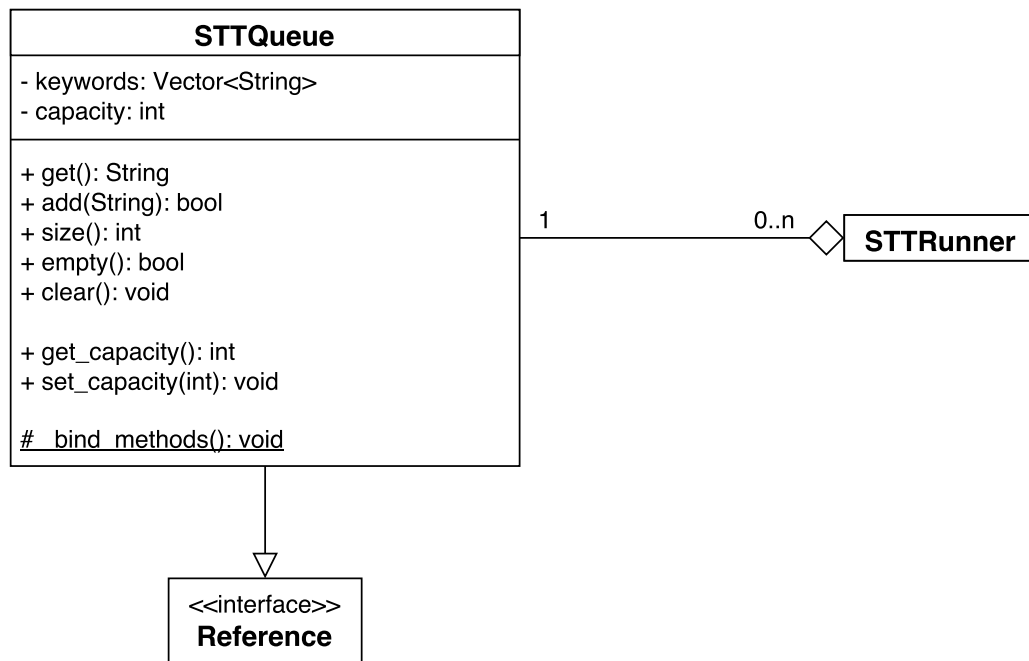 STTQueue
- keywords: Vector<String>
- capacity: int
+ get(): String
+ add(String): bool
+ size(): int
+ empty(): bool
+ clear(): void
+ get_capacity(): int
+ set_capacity(int): void
# _bind_methods(): void
1
0..n
STTRunner
<<interface>>
Reference